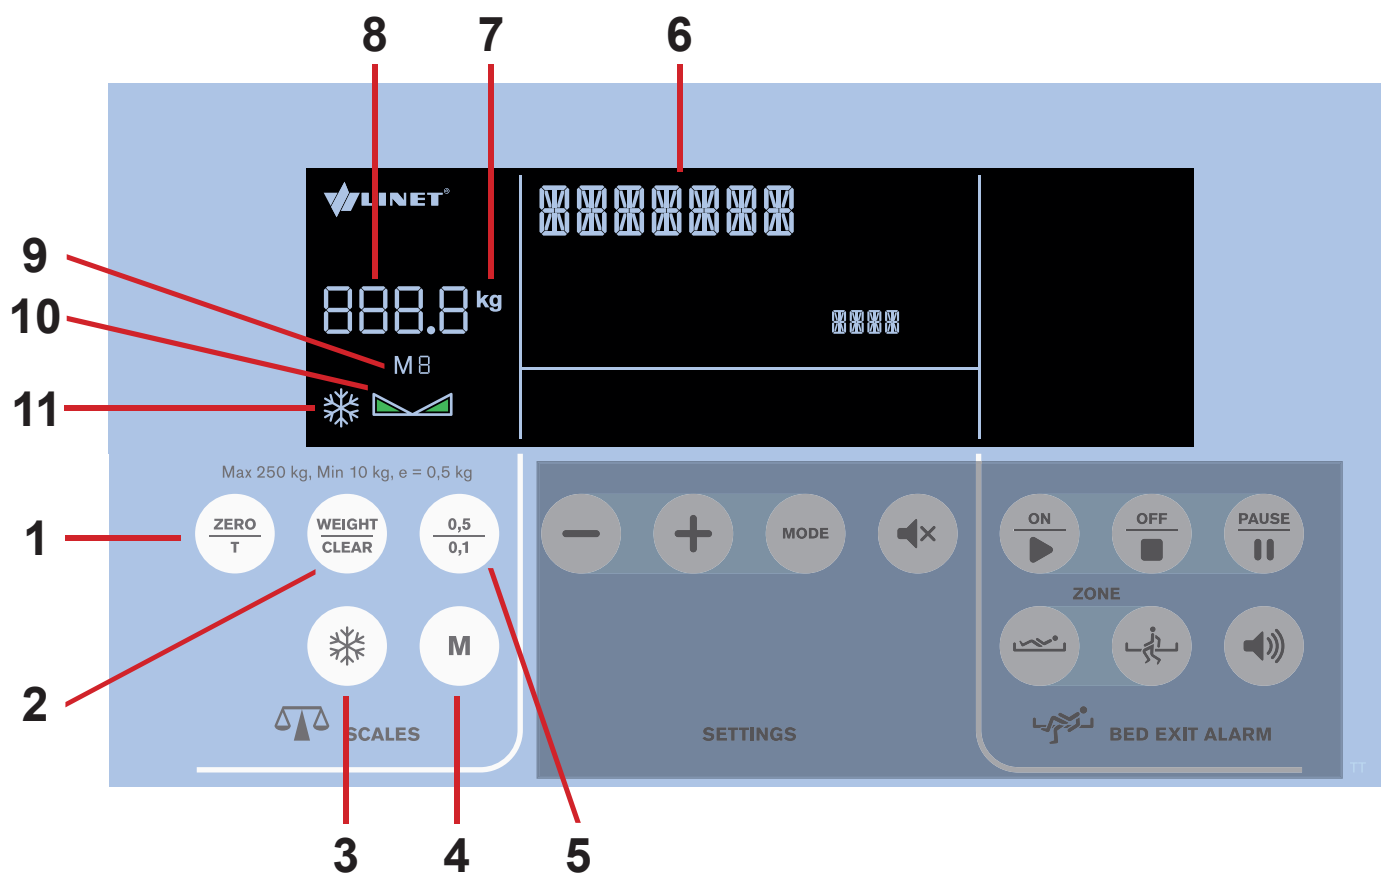 8 7 6
LINET®
9
888.8 kg
10
M8
11
Max 250 kg, Min 10 kg, e = 0,5 kg
1
ZERO
T
WEIGHT
CLEAR
0,5
0,1
MODE
ON
OFF
PAUSE
ZONE
M
2
SCALES
SETTINGS
BED EXIT ALARM
TT
3 4 5